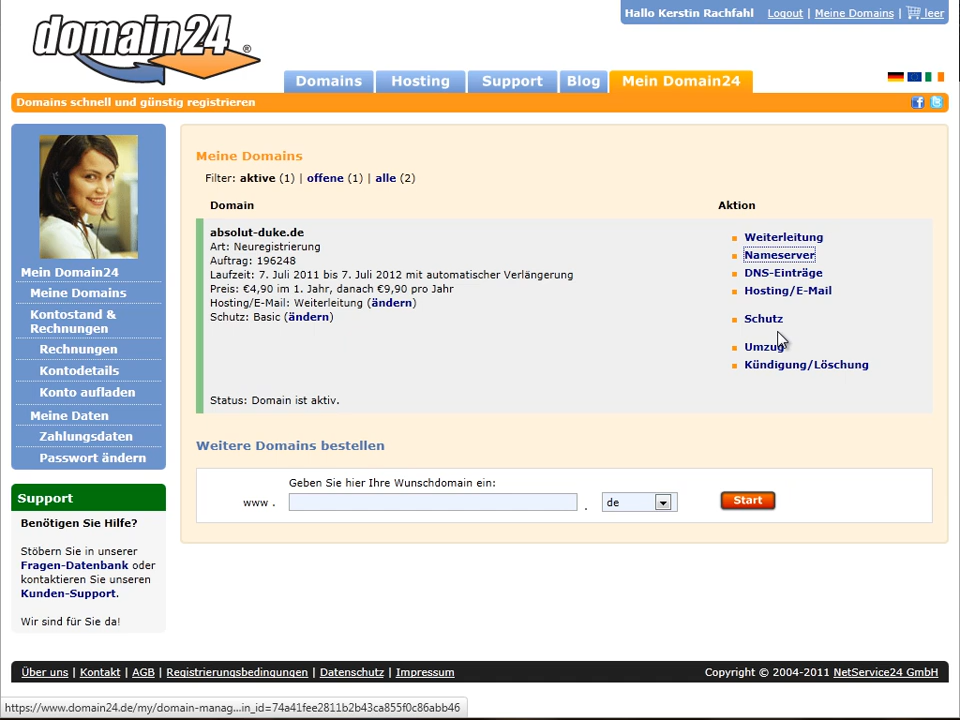 Hallo Kerstin Rachfahl Logout | Meine Domains | leer
domain24®
Domains Hosting Support Blog Mein Domain24
Domains schnell und günstig registrieren
Mein Domain24
Meine Domains
Kontostand &
Rechnungen
Rechnungen
Kontodetails
Konto aufladen
Meine Daten
Zahlungsdaten
Passwort ändern
Support
Benötigen Sie Hilfe?
Stöbern Sie in unserer
Fragen-Datenbank oder
kontaktieren Sie unseren
Kunden-Support.
Wir sind für Sie da!
Meine Domains
Filter: aktive (1) | offene (1) | alle (2)
Domain Aktion
absolut-duke.de
Art: Neuregistrierung
Auftrag: 196248
Laufzeit: 7. Juli 2011 bis 7. Juli 2012 mit automatischer Verlängerung
Preis: €4,90 im 1. Jahr, danach €9,90 pro Jahr
Hosting/E-Mail: Weiterleitung (ändern)
Schutz: Basic (ändern)
Status: Domain ist aktiv.
Weiterleitung
Nameserver
DNS-Einträge
Hosting/E-Mail
Schutz
Umzug
Kündigung/Löschung
Weitere Domains bestellen
Geben Sie hier Ihre Wunschdomain ein:
www . . de Start
Über uns | Kontakt | AGB | Registrierungsbedingungen | Datenschutz | Impressum Copyright © 2004-2011 NetService24 GmbH
https://www.domain24.de/my/domain-manag...in_id=74a41fee2811b2b43ca855f0c86abb46